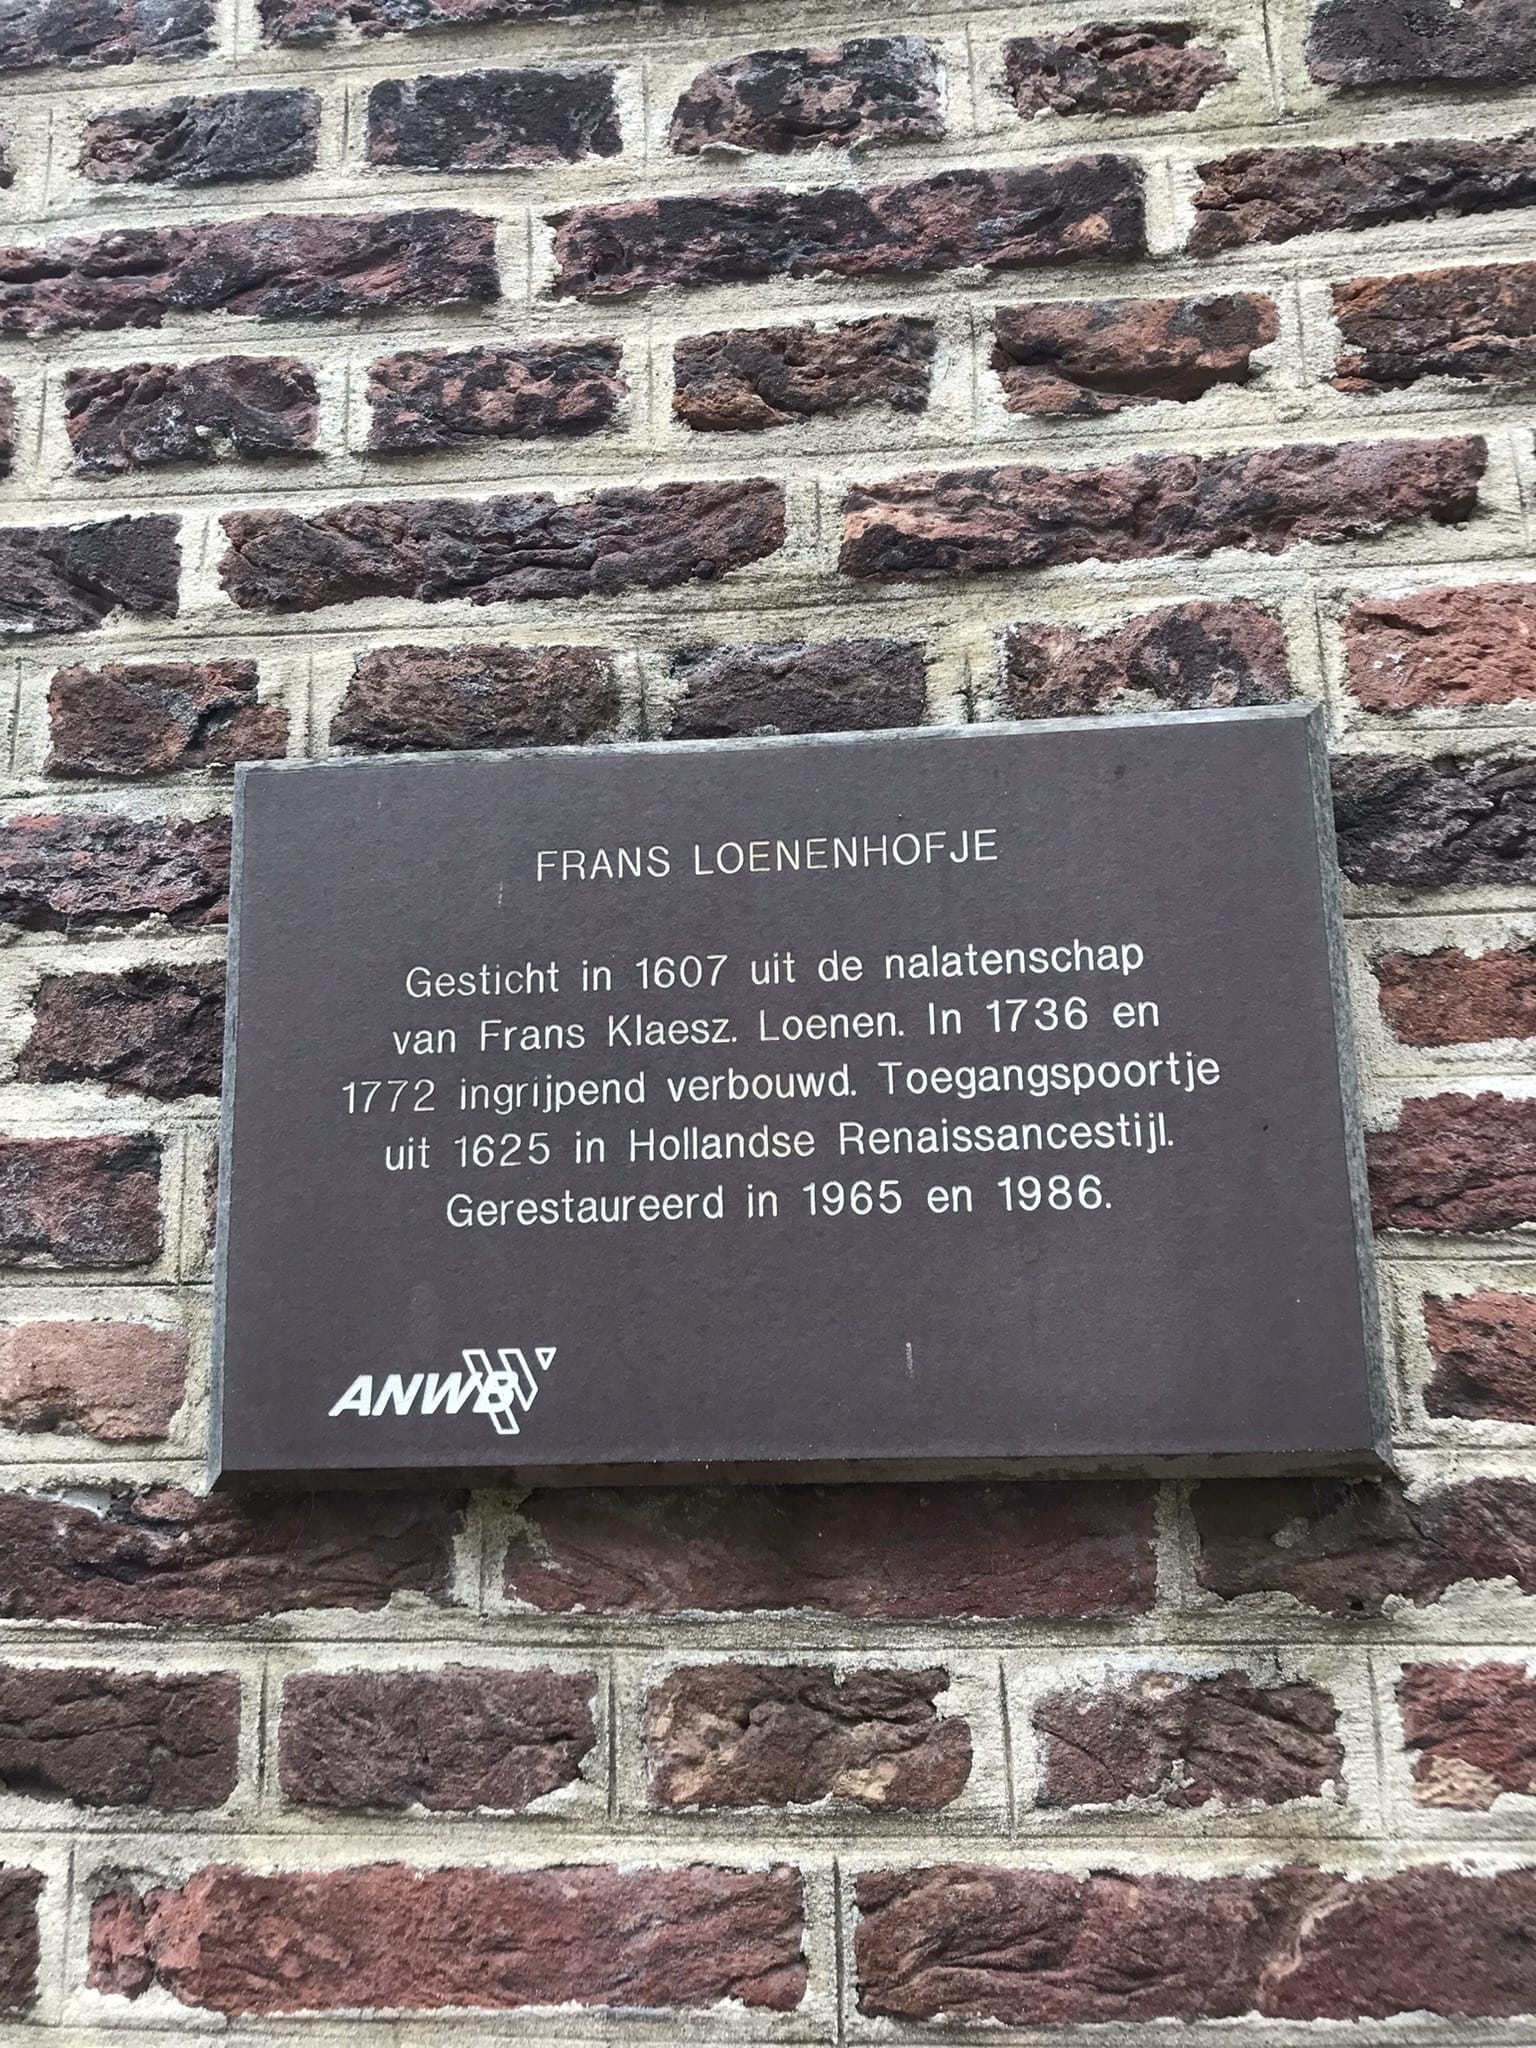 FRANS LOENENHOFJE
Gesticht in 1607 uit de nalatenschap
van Frans Klaesz. Loenen. In 1736 en
1772 ingrijpend verbouwd. Toegangspoortje
uit 1625 in Hollandse Renaissancestijl.
Gerestaureerd in 1965 en 1986.
ANWB